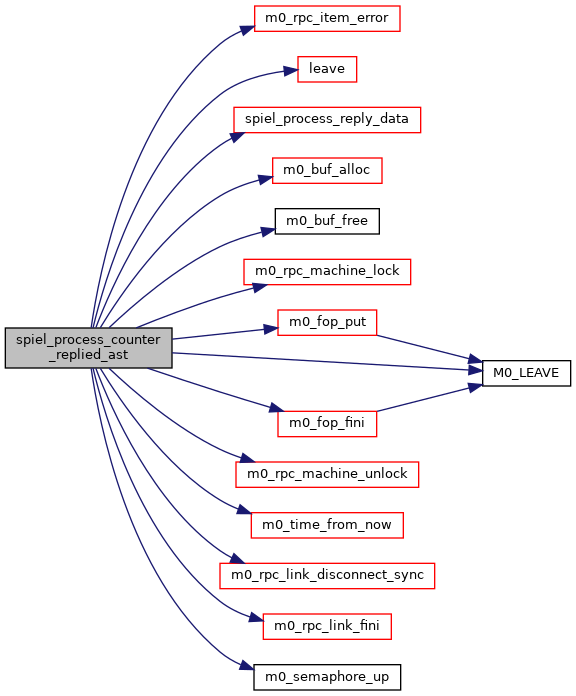 m0_rpc_item_error
leave
spiel_process_reply_data
m0_buf_alloc
m0_buf_free
m0_rpc_machine_lock
m0_fop_put
spiel_process_counter
_replied_ast
M0_LEAVE
m0_fop_fini
m0_rpc_machine_unlock
m0_time_from_now
m0_rpc_link_disconnect_sync
m0_rpc_link_fini
m0_semaphore_up